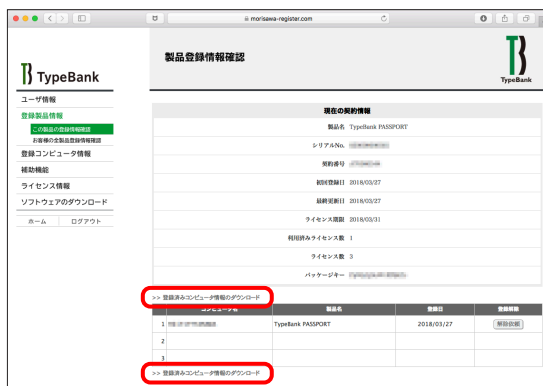 morisawa-register.com
TypeBank
製品登録情報確認
TypeBank
ユーザ情報
登録製品情報
この製品の登録情報確認
お客様の全製品登録情報確認
登録コンピュータ情報
補助機能
ライセンス情報
ソフトウェアのダウンロード
ホーム ログアウト
現在の契約情報
製品名 TypeBank PASSPORT
シリアルNo.
契約番号
初回登録日 2018/03/27
最終更新日 2018/03/27
ライセンス期限 2018/03/31
利用済みライセンス数 1
ライセンス数 3
パッケージキー
>> 登録済みコンピュータ情報のダウンロード
コンピュータ名 製品名 登録日 登録解除
1 TypeBank PASSPORT 2018/03/27 解除依頼
2
3
>> 登録済みコンピュータ情報のダウンロード